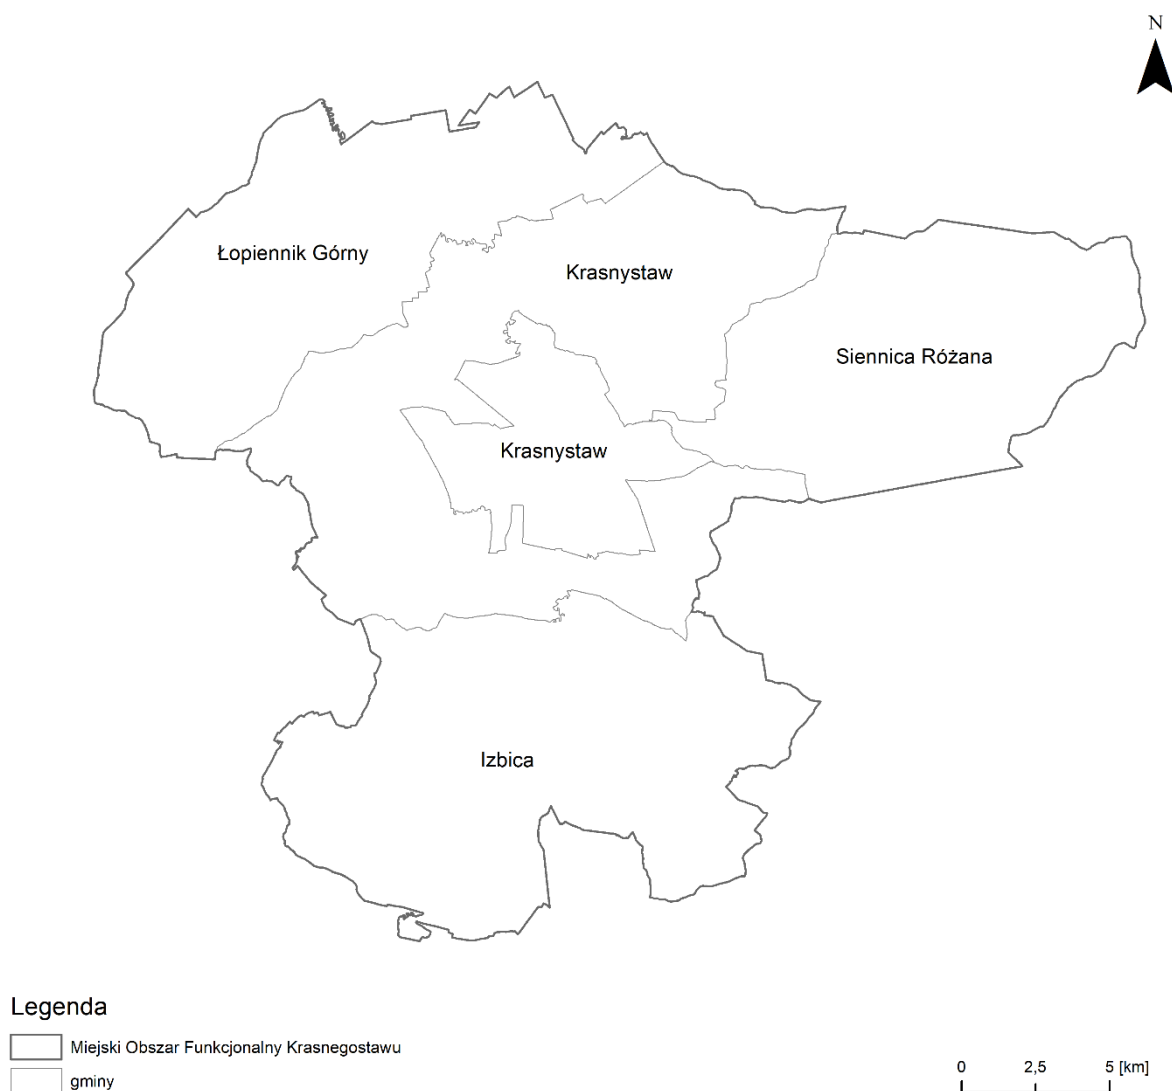 N
Łopiennik Górny
Krasnystaw
Siennica Różana
Krasnystaw
Izbica
Legenda
Miejski Obszar Funkcjonalny Krasnegostawu
gminy
0 2,5 5 [km]